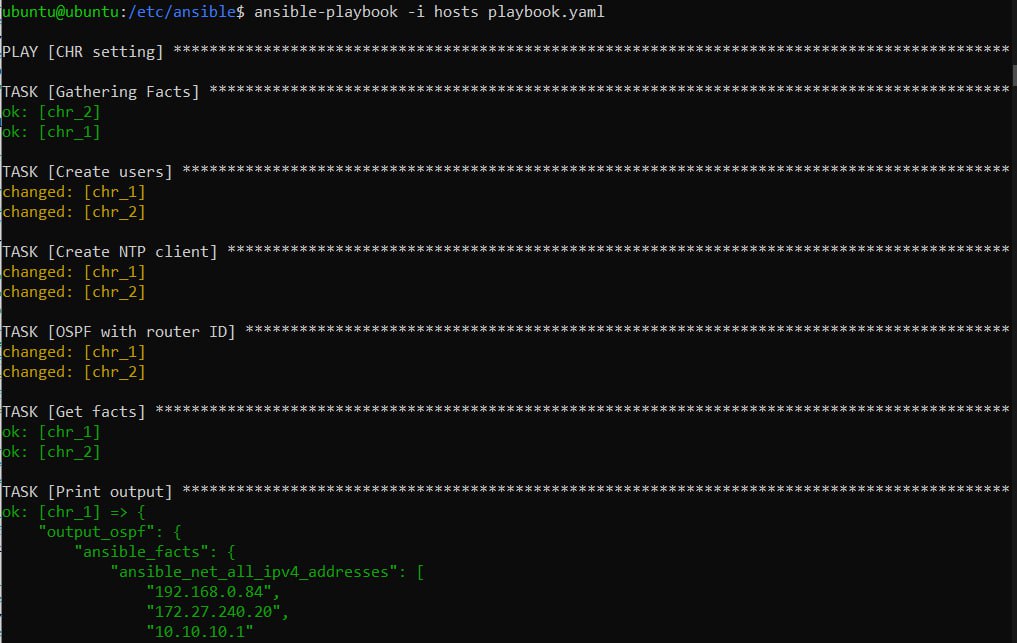 ubuntu@ubuntu:/etc/ansible$ ansible-playbook -i hosts playbook.yaml
PLAY [CHR setting] *********************************************************************************************
TASK [Gathering Facts] *****************************************************************************************
ok: [chr_2]
ok: [chr_1]
TASK [Create users] ********************************************************************************************
changed: [chr_1]
changed: [chr_2]
TASK [Create NTP client] ***************************************************************************************
changed: [chr_1]
changed: [chr_2]
TASK [OSPF with router ID] *************************************************************************************
changed: [chr_1]
changed: [chr_2]
TASK [Get facts] ***********************************************************************************************
ok: [chr_1]
ok: [chr_2]
TASK [Print output] ********************************************************************************************
ok: [chr_1] => {
    "output_ospf": {
        "ansible_facts": {
            "ansible_net_all_ipv4_addresses": [
                "192.168.0.84",
                "172.27.240.20",
                "10.10.10.1"